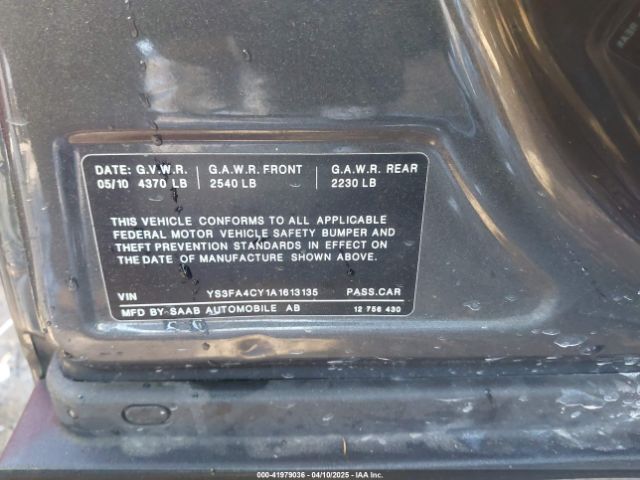 DATE: G.V.W.R. G.A.W.R. FRONT G.A.W.R. REAR
05/10 4370 LB 2540 LB 2230 LB
THIS VEHICLE CONFORMS TO ALL APPLICABLE
FEDERAL MOTOR VEHICLE SAFETY BUMPER AND
THEFT PREVENTION STANDARDS IN EFFECT ON
THE DATE OF MANUFACTURE SHOWN ABOVE.
VIN YS3FA4CY1A1613135 PASS.CAR
MFD BY SAAB AUTOMOBILE AB 12 756 430
000-41979036 - 04/10/2025 - IAA Inc.